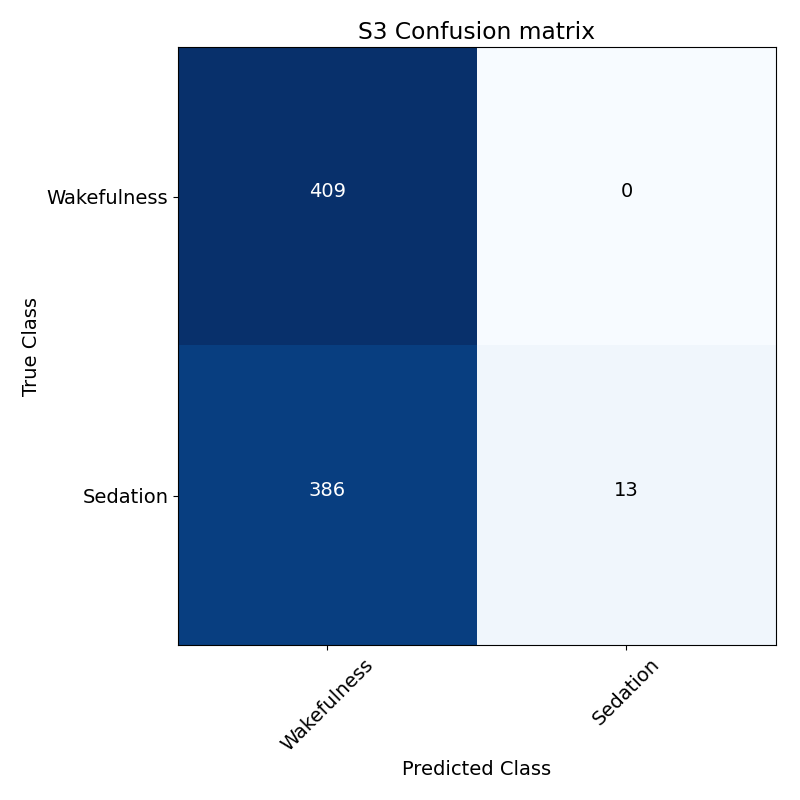 S3 Confusion matrix
True Class
Wakefulness
409
0
Sedation
386
13
Wakefulness
Sedation
Predicted Class